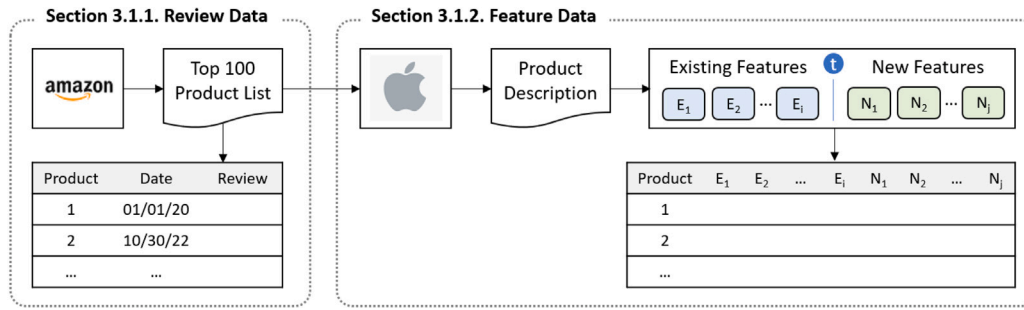 Section 3.1.1. Review Data
amazon
Top 100
Product List
Product Date Review
1 01/01/20
2 10/30/22
... ...
Section 3.1.2. Feature Data
Product
Description
Existing Features t New Features
E1 E2 ... Ei N1 N2 ... Nj
Product E1 E2 ... Ei N1 N2 ... Nj
1
2
...